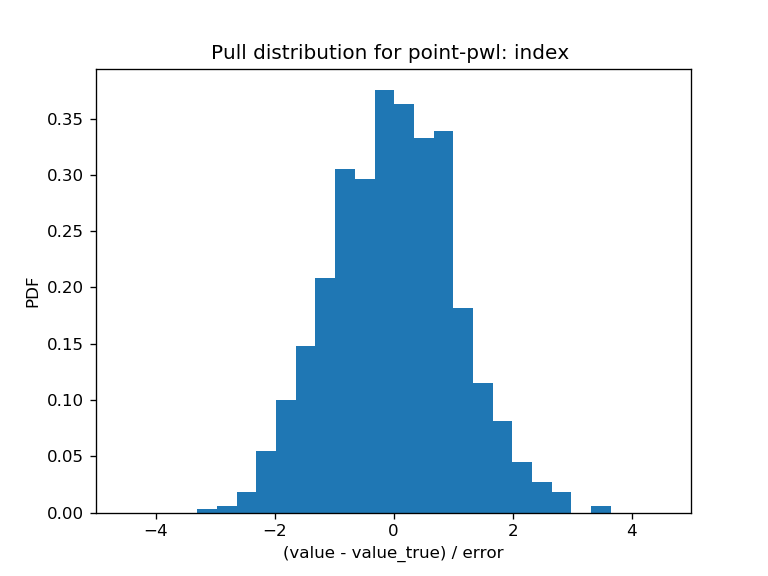 Pull distribution for point-pwl: index
0.35
0.30
0.25
0.20
0.15
0.10
0.05
0.00
PDF
−4 −2 0 2 4
(value - value_true) / error